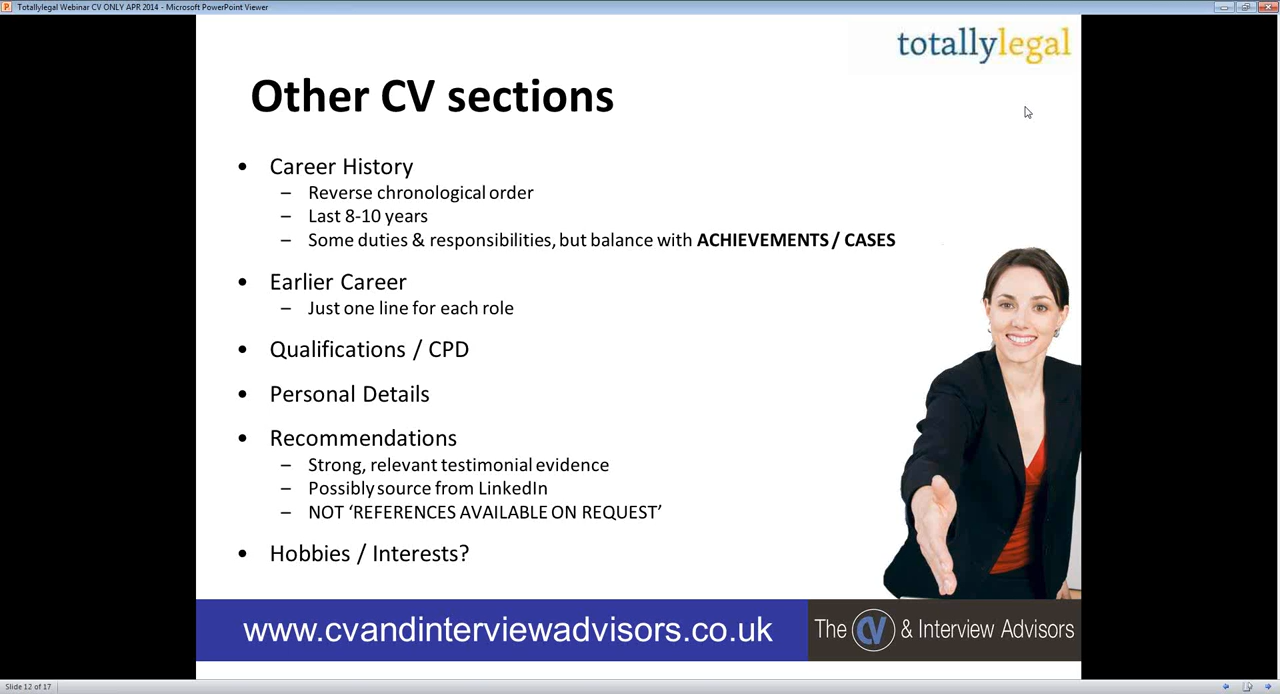 Totallylegal Webinar CV ONLY APR 2014 - Microsoft PowerPoint Viewer
totallylegal
Other CV sections
• Career History
– Reverse chronological order
– Last 8-10 years
– Some duties & responsibilities, but balance with ACHIEVEMENTS / CASES
• Earlier Career
– Just one line for each role
• Qualifications / CPD
• Personal Details
• Recommendations
– Strong, relevant testimonial evidence
– Possibly source from LinkedIn
– NOT ‘REFERENCES AVAILABLE ON REQUEST’
• Hobbies / Interests?
www.cvandinterviewadvisors.co.uk
The CV & Interview Advisors
Slide 12 of 17